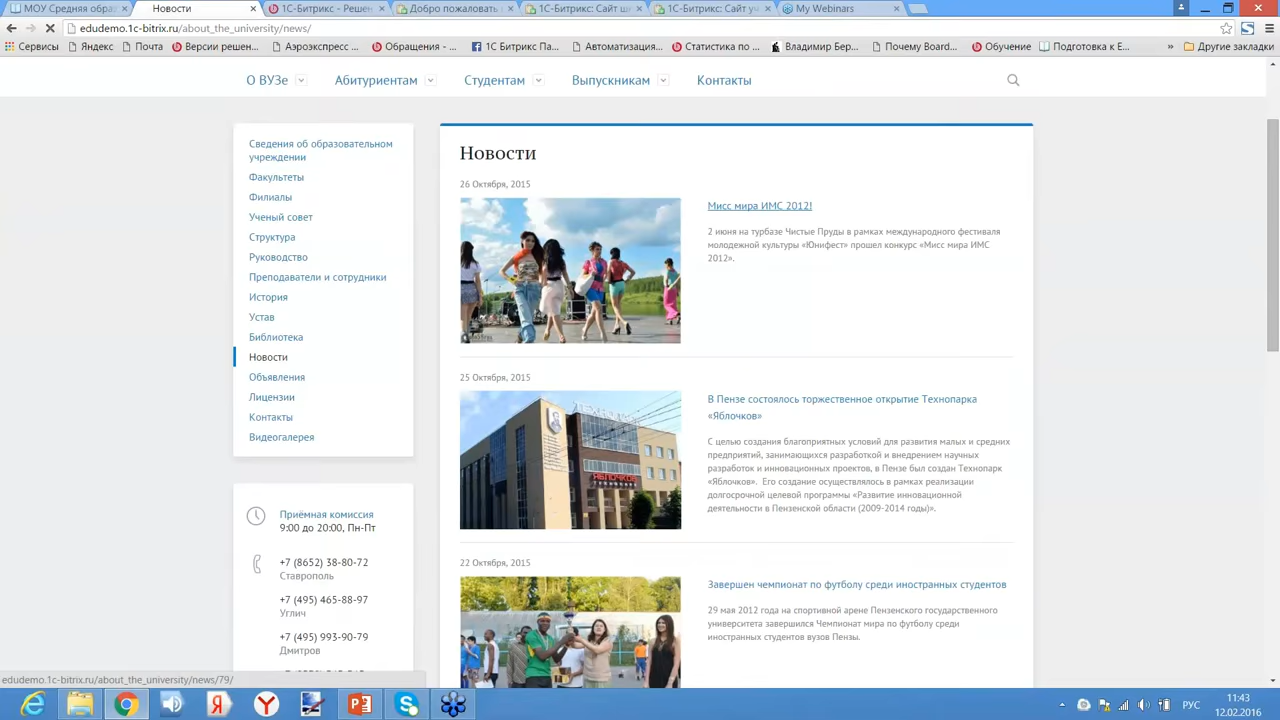 МОУ Средняя образ
Новости
1С-Битрикс - Решен
Добро пожаловать
1С-Битрикс: Сайт ш
1С-Битрикс: Сайт уч
My Webinars
edudemo.1c-bitrix.ru/about_the_university/news/
Сервисы
Яндекс
Почта
Версии решен...
Аэроэкспресс ...
Обращения - ...
1С Битрикс Па...
Автоматизация...
Статистика по ...
Владимир Бер...
Почему Board...
Обучение
Подготовка к Е...
»
Другие закладки
О ВУЗе
Абитуриентам
Студентам
Выпускникам
Контакты
Сведения об образовательном
учреждении
Факультеты
Филиалы
Ученый совет
Структура
Руководство
Преподаватели и сотрудники
История
Устав
Библиотека
Новости
Объявления
Лицензии
Контакты
Видеогалерея
Приёмная комиссия
9:00 до 20:00, Пн-Пт
+7 (8652) 38-80-72
Ставрополь
+7 (495) 465-88-97
Углич
+7 (495) 993-90-79
Дмитров
Новости
26 Октября, 2015
Мисс мира ИМС 2012!
2 июня на турбазе Чистые Пруды в рамках международного фестиваля
молодежной культуры «Юнифест» прошел конкурс «Мисс мира ИМС
2012».
25 Октября, 2015
ТЕХНОПАРК
ЯБЛОЧКОВ
В Пензе состоялось торжественное открытие Технопарка
«Яблочков»
С целью создания благоприятных условий для развития малых и средних
предприятий, занимающихся разработкой и внедрением научных
разработок и инновационных проектов, в Пензе был создан Технопарк
«Яблочков». Его создание осуществлялось в рамках реализации
долгосрочной целевой программы «Развитие инновационной
деятельности в Пензенской области (2009-2014 годы)».
22 Октября, 2015
Завершен чемпионат по футболу среди иностранных студентов
29 мая 2012 года на спортивной арене Пензенского государственного
университета завершился Чемпионат мира по футболу среди
иностранных студентов вузов Пензы.
edudemo.1c-bitrix.ru/about_the_university/news/79/
РУС
11:43
12.02.2016